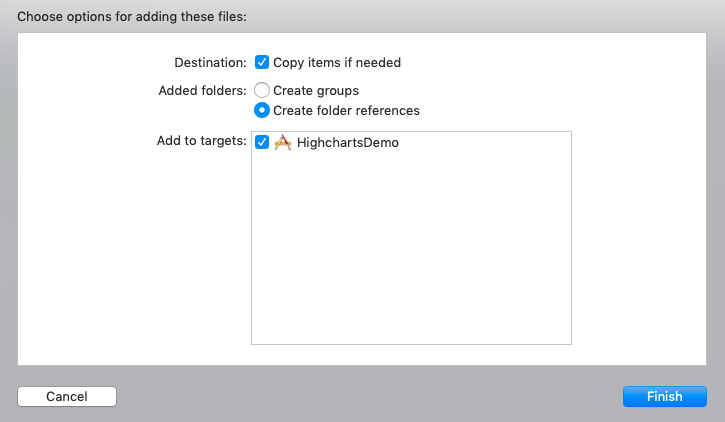 Choose options for adding these files:
Destination: Copy items if needed
Added folders: Create groups
Create folder references
Add to targets: HighchartsDemo
Cancel Finish